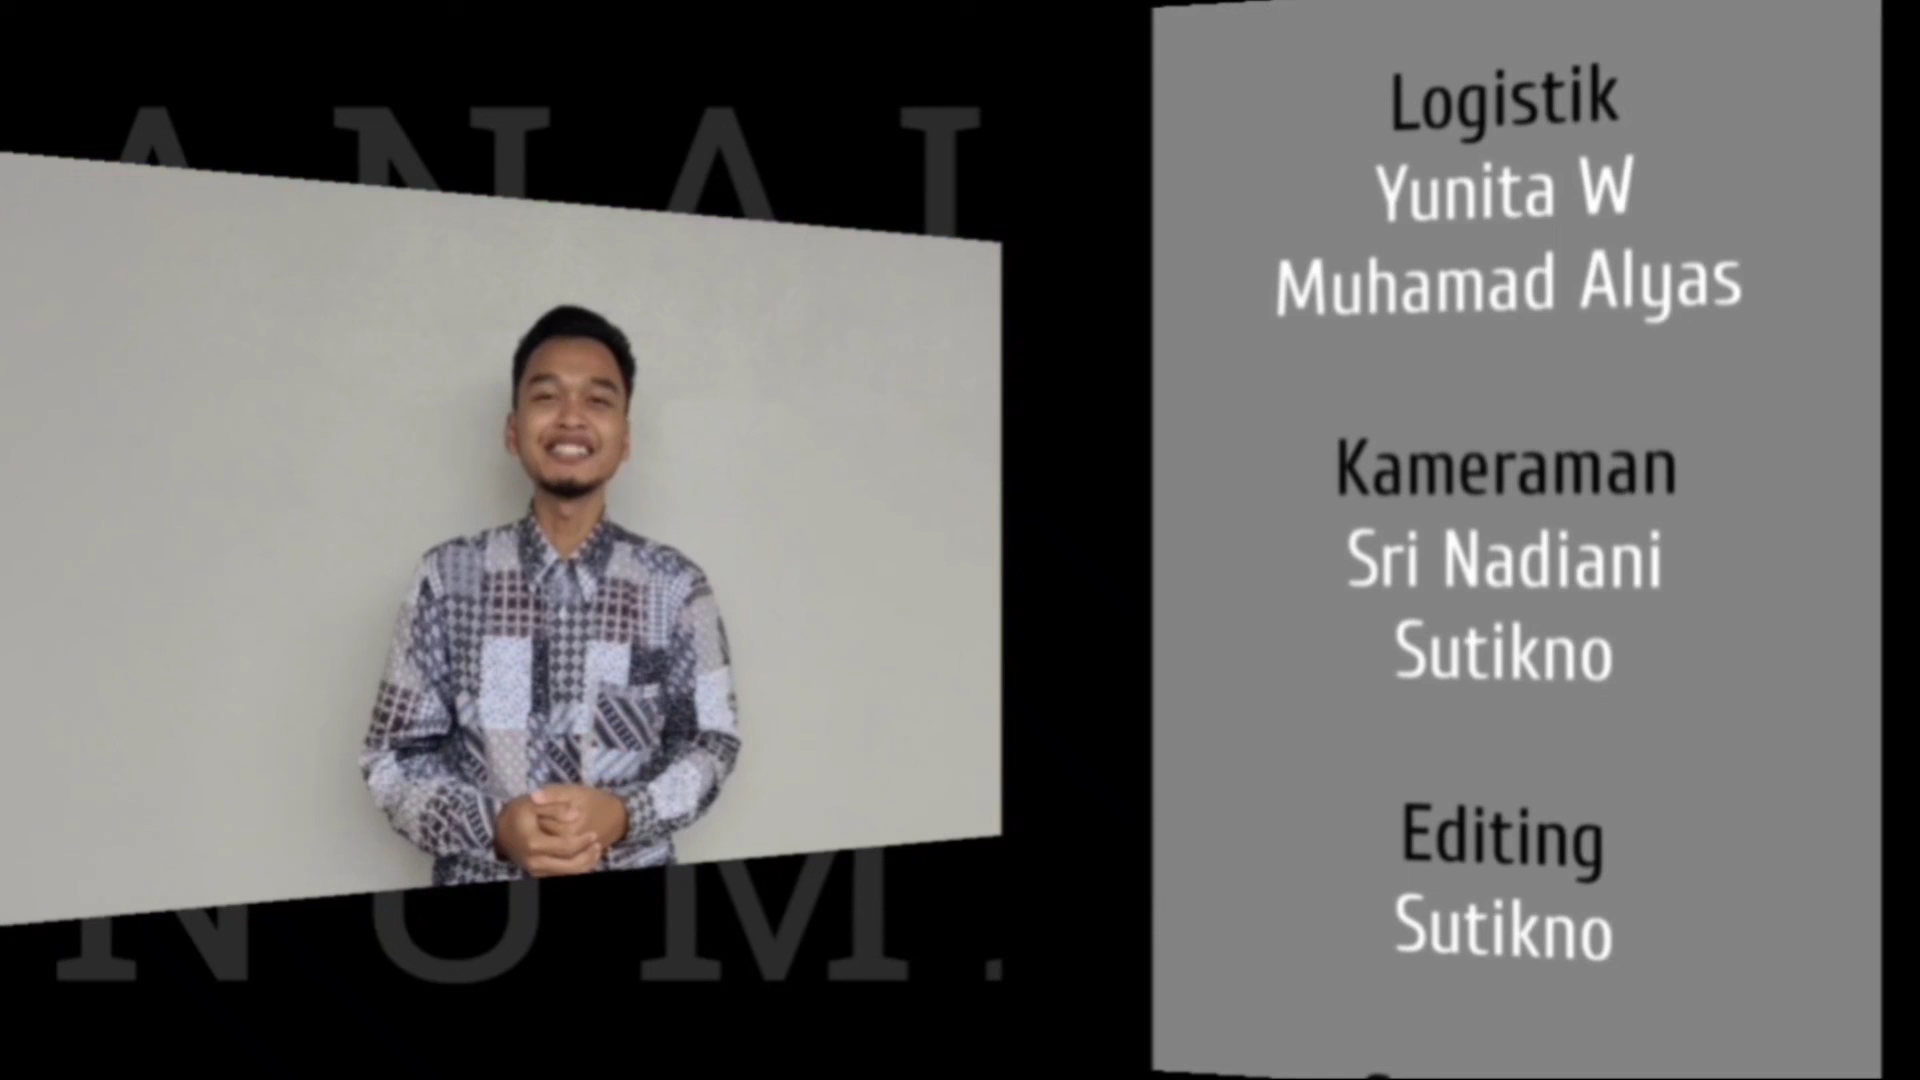 Logistik
Yunita W
Muhamad Alyas
Kameraman
Sri Nadiani
Sutikno
Editing
Sutikno